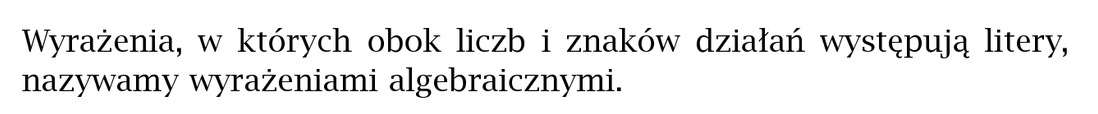 Wyrażenia, w których obok liczb i znaków działań występują litery,
nazywamy wyrażeniami algebraicznymi.